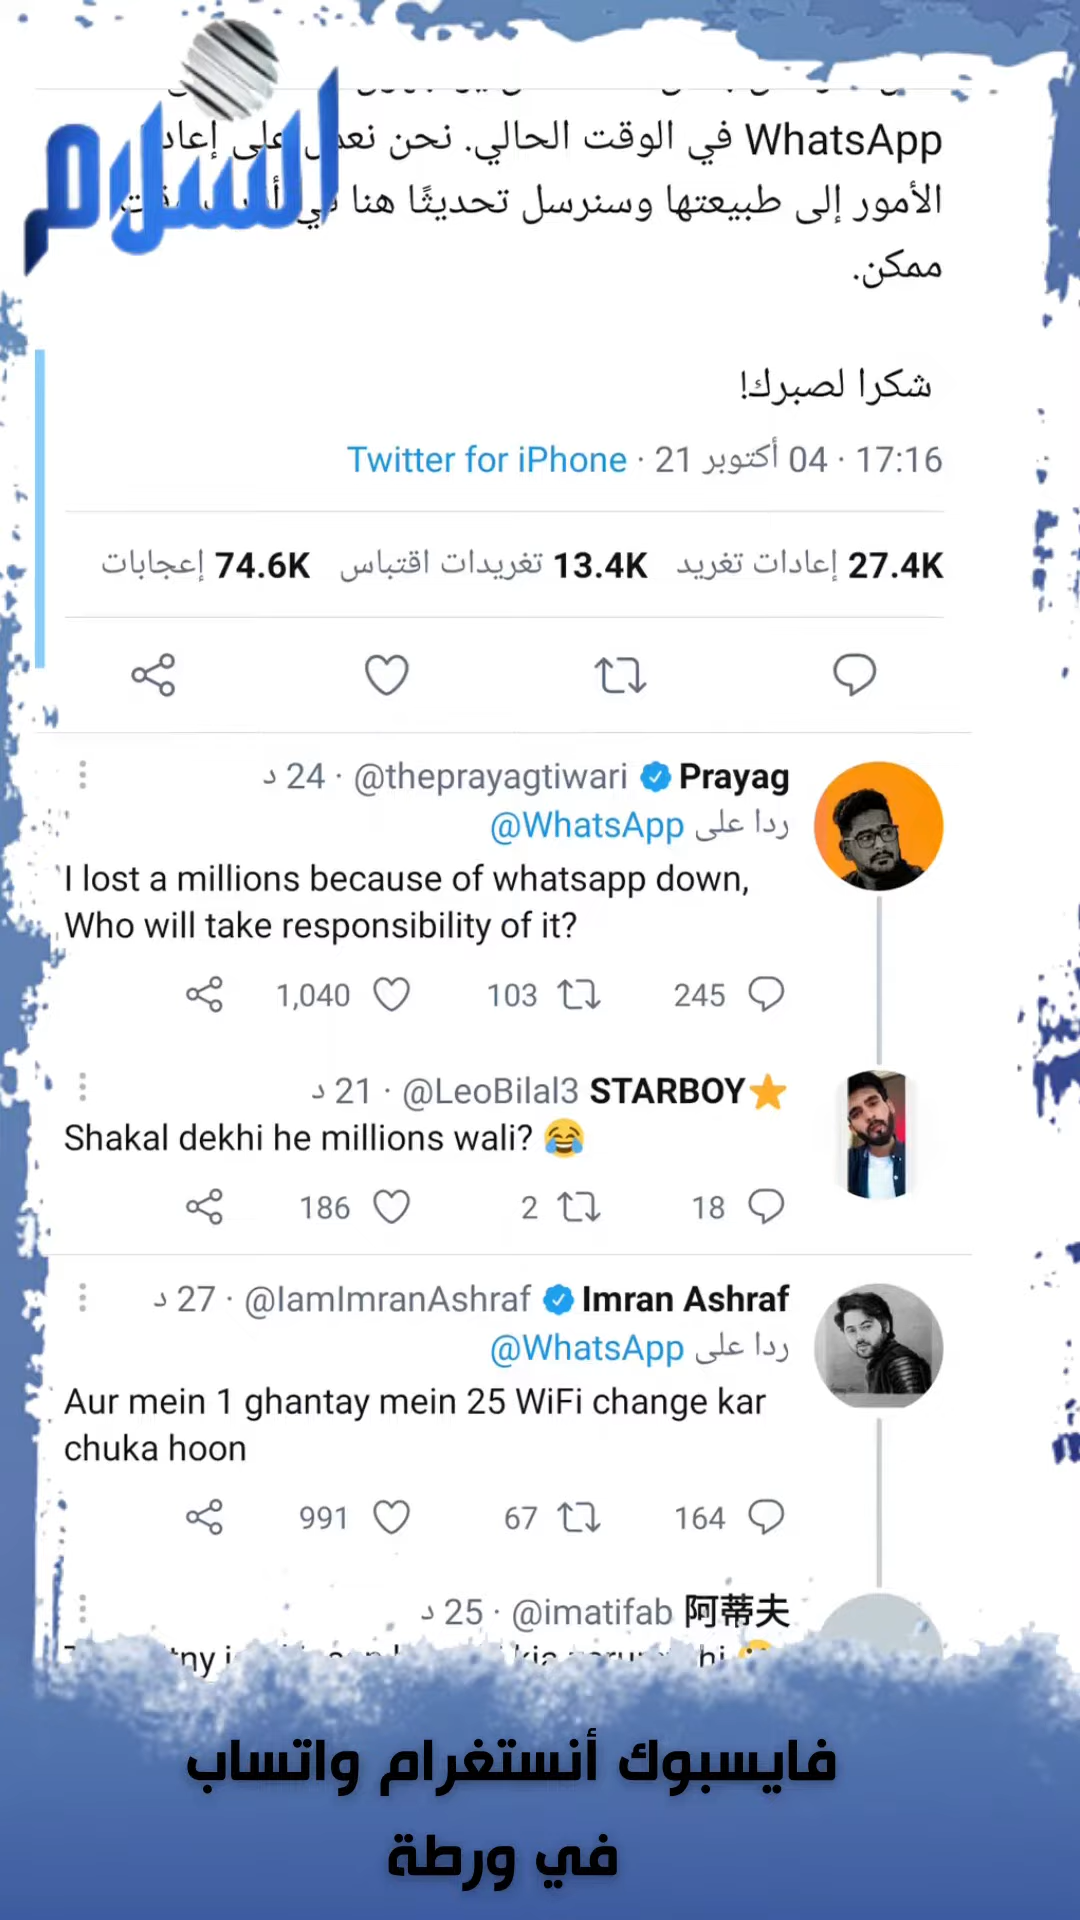 السلام
WhatsApp في الوقت الحالي. نحن نعمل على إعادة
الأمور إلى طبيعتها وسنرسل تحديثًا هنا في أقرب وقت
ممكن.
شكرا لصبرك!
17:16 · 04 أكتوبر 21 · Twitter for iPhone
27.4K إعادات تغريد 13.4K تغريدات اقتباس 74.6K إعجابات
Prayag @theprayagtiwari · 24 د
ردا على @WhatsApp
I lost a millions because of whatsapp down,
Who will take responsibility of it?
245 103 1,040
STARBOY⭐ @LeoBilal3 · 21 د
Shakal dekhi he millions wali? 😂
18 2 186
Imran Ashraf @IamImranAshraf · 27 د
ردا على @WhatsApp
Aur mein 1 ghantay mein 25 WiFi change kar
chuka hoon
164 67 991
阿蒂夫 @imatifab · 25 د
فايسبوك أنستغرام واتساب
في ورطة